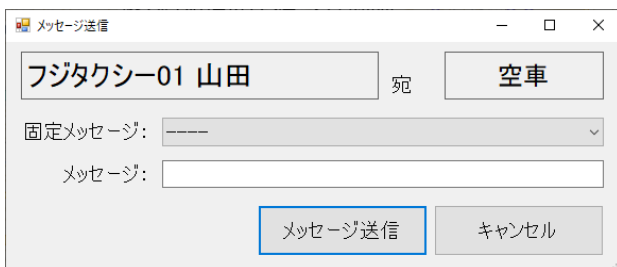 メッセージ送信
フジタクシー01 山田 宛 空車
固定メッセージ: ----
メッセージ:
メッセージ送信 キャンセル